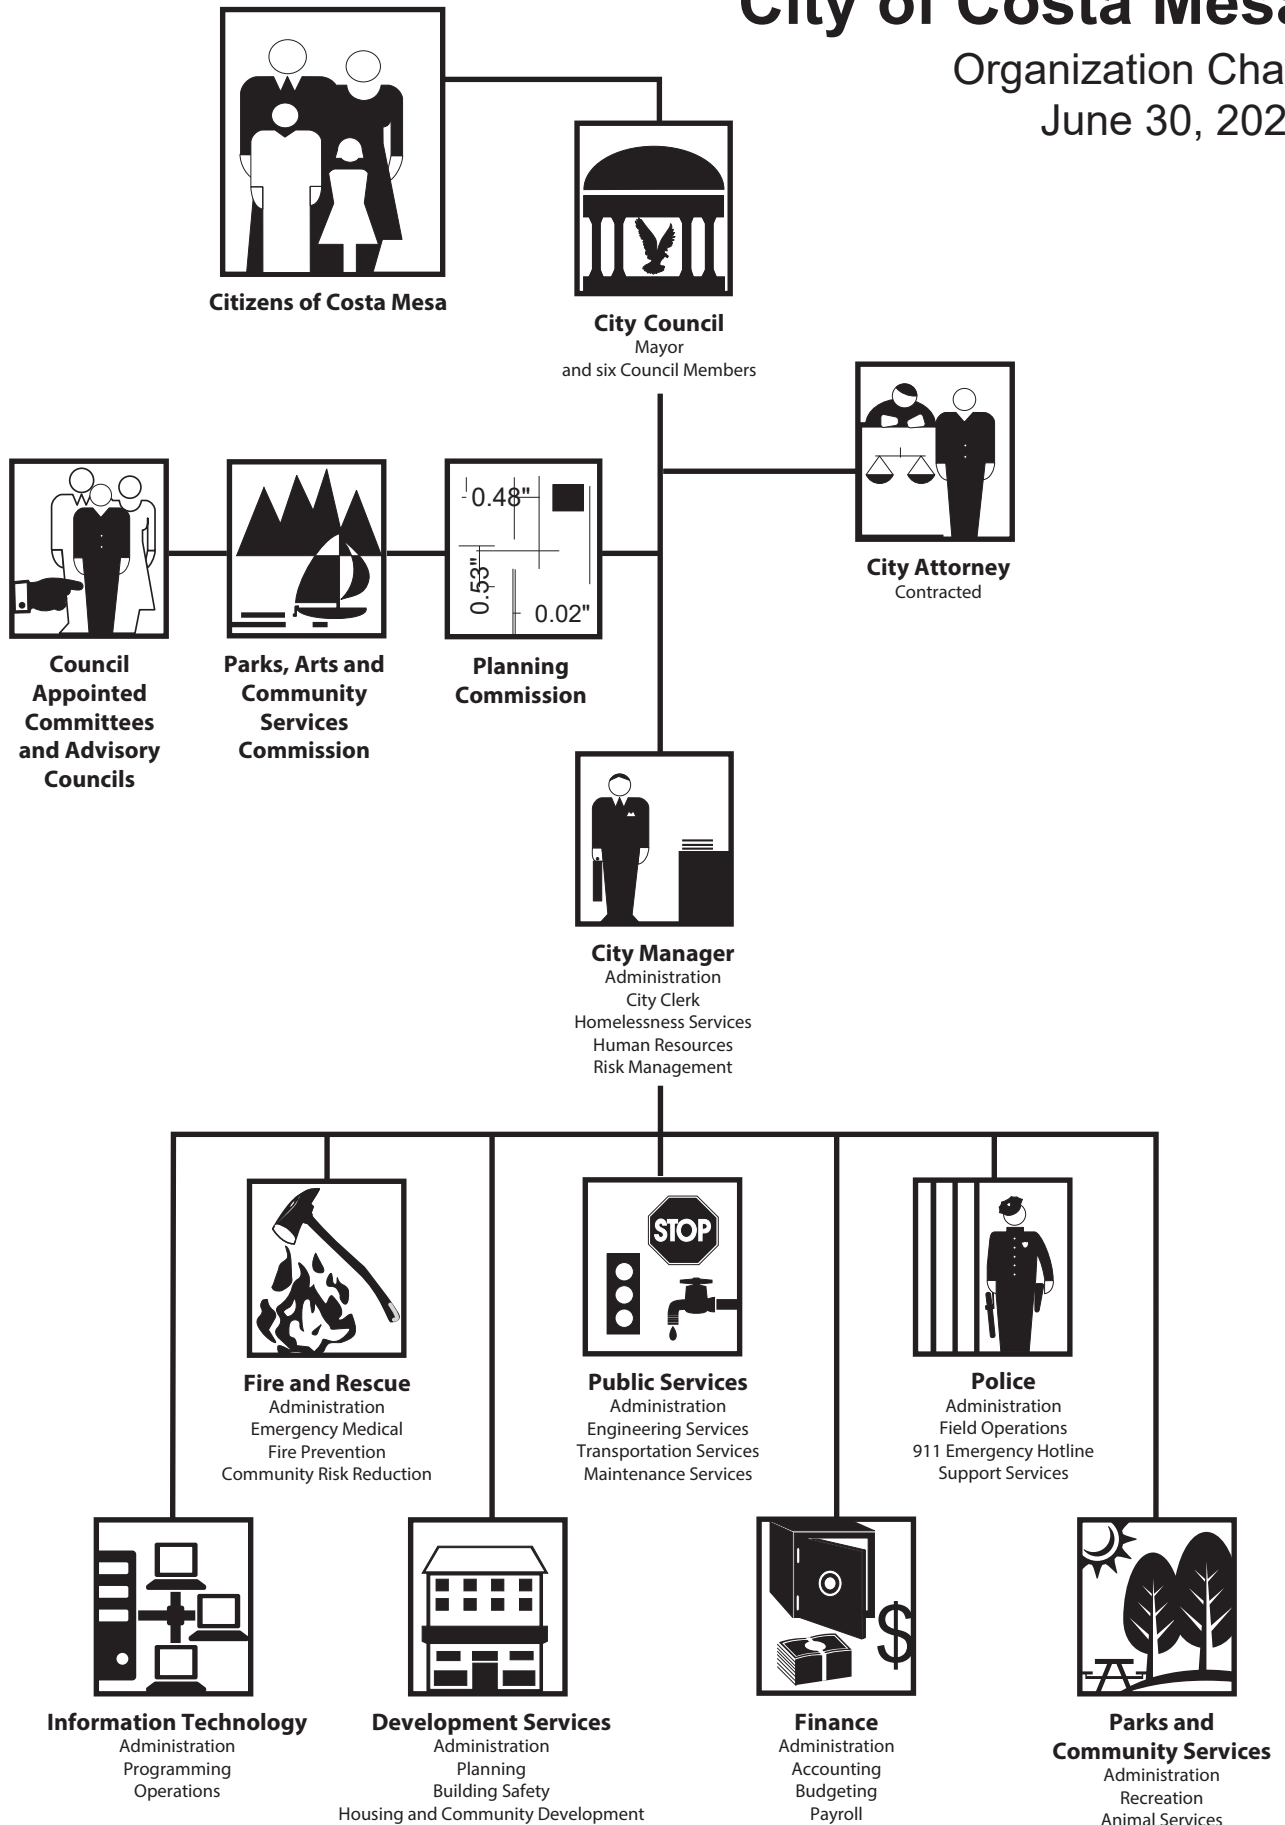 City of Costa Mesa
Organization Cha
June 30, 202
Citizens of Costa Mesa
City Council
Mayor
and six Council Members
City Attorney
Contracted
0.48"
0.53"
0.02"
Council
Appointed
Committees
and Advisory
Councils
Parks, Arts and
Community
Services
Commission
Planning
Commission
City Manager
Administration
City Clerk
Homelessness Services
Human Resources
Risk Management
STOP
Fire and Rescue
Administration
Emergency Medical
Fire Prevention
Community Risk Reduction
Public Services
Administration
Engineering Services
Transportation Services
Maintenance Services
Police
Administration
Field Operations
911 Emergency Hotline
Support Services
$
Information Technology
Administration
Programming
Operations
Development Services
Administration
Planning
Building Safety
Housing and Community Development
Finance
Administration
Accounting
Budgeting
Payroll
Parks and
Community Services
Administration
Recreation
Animal Services